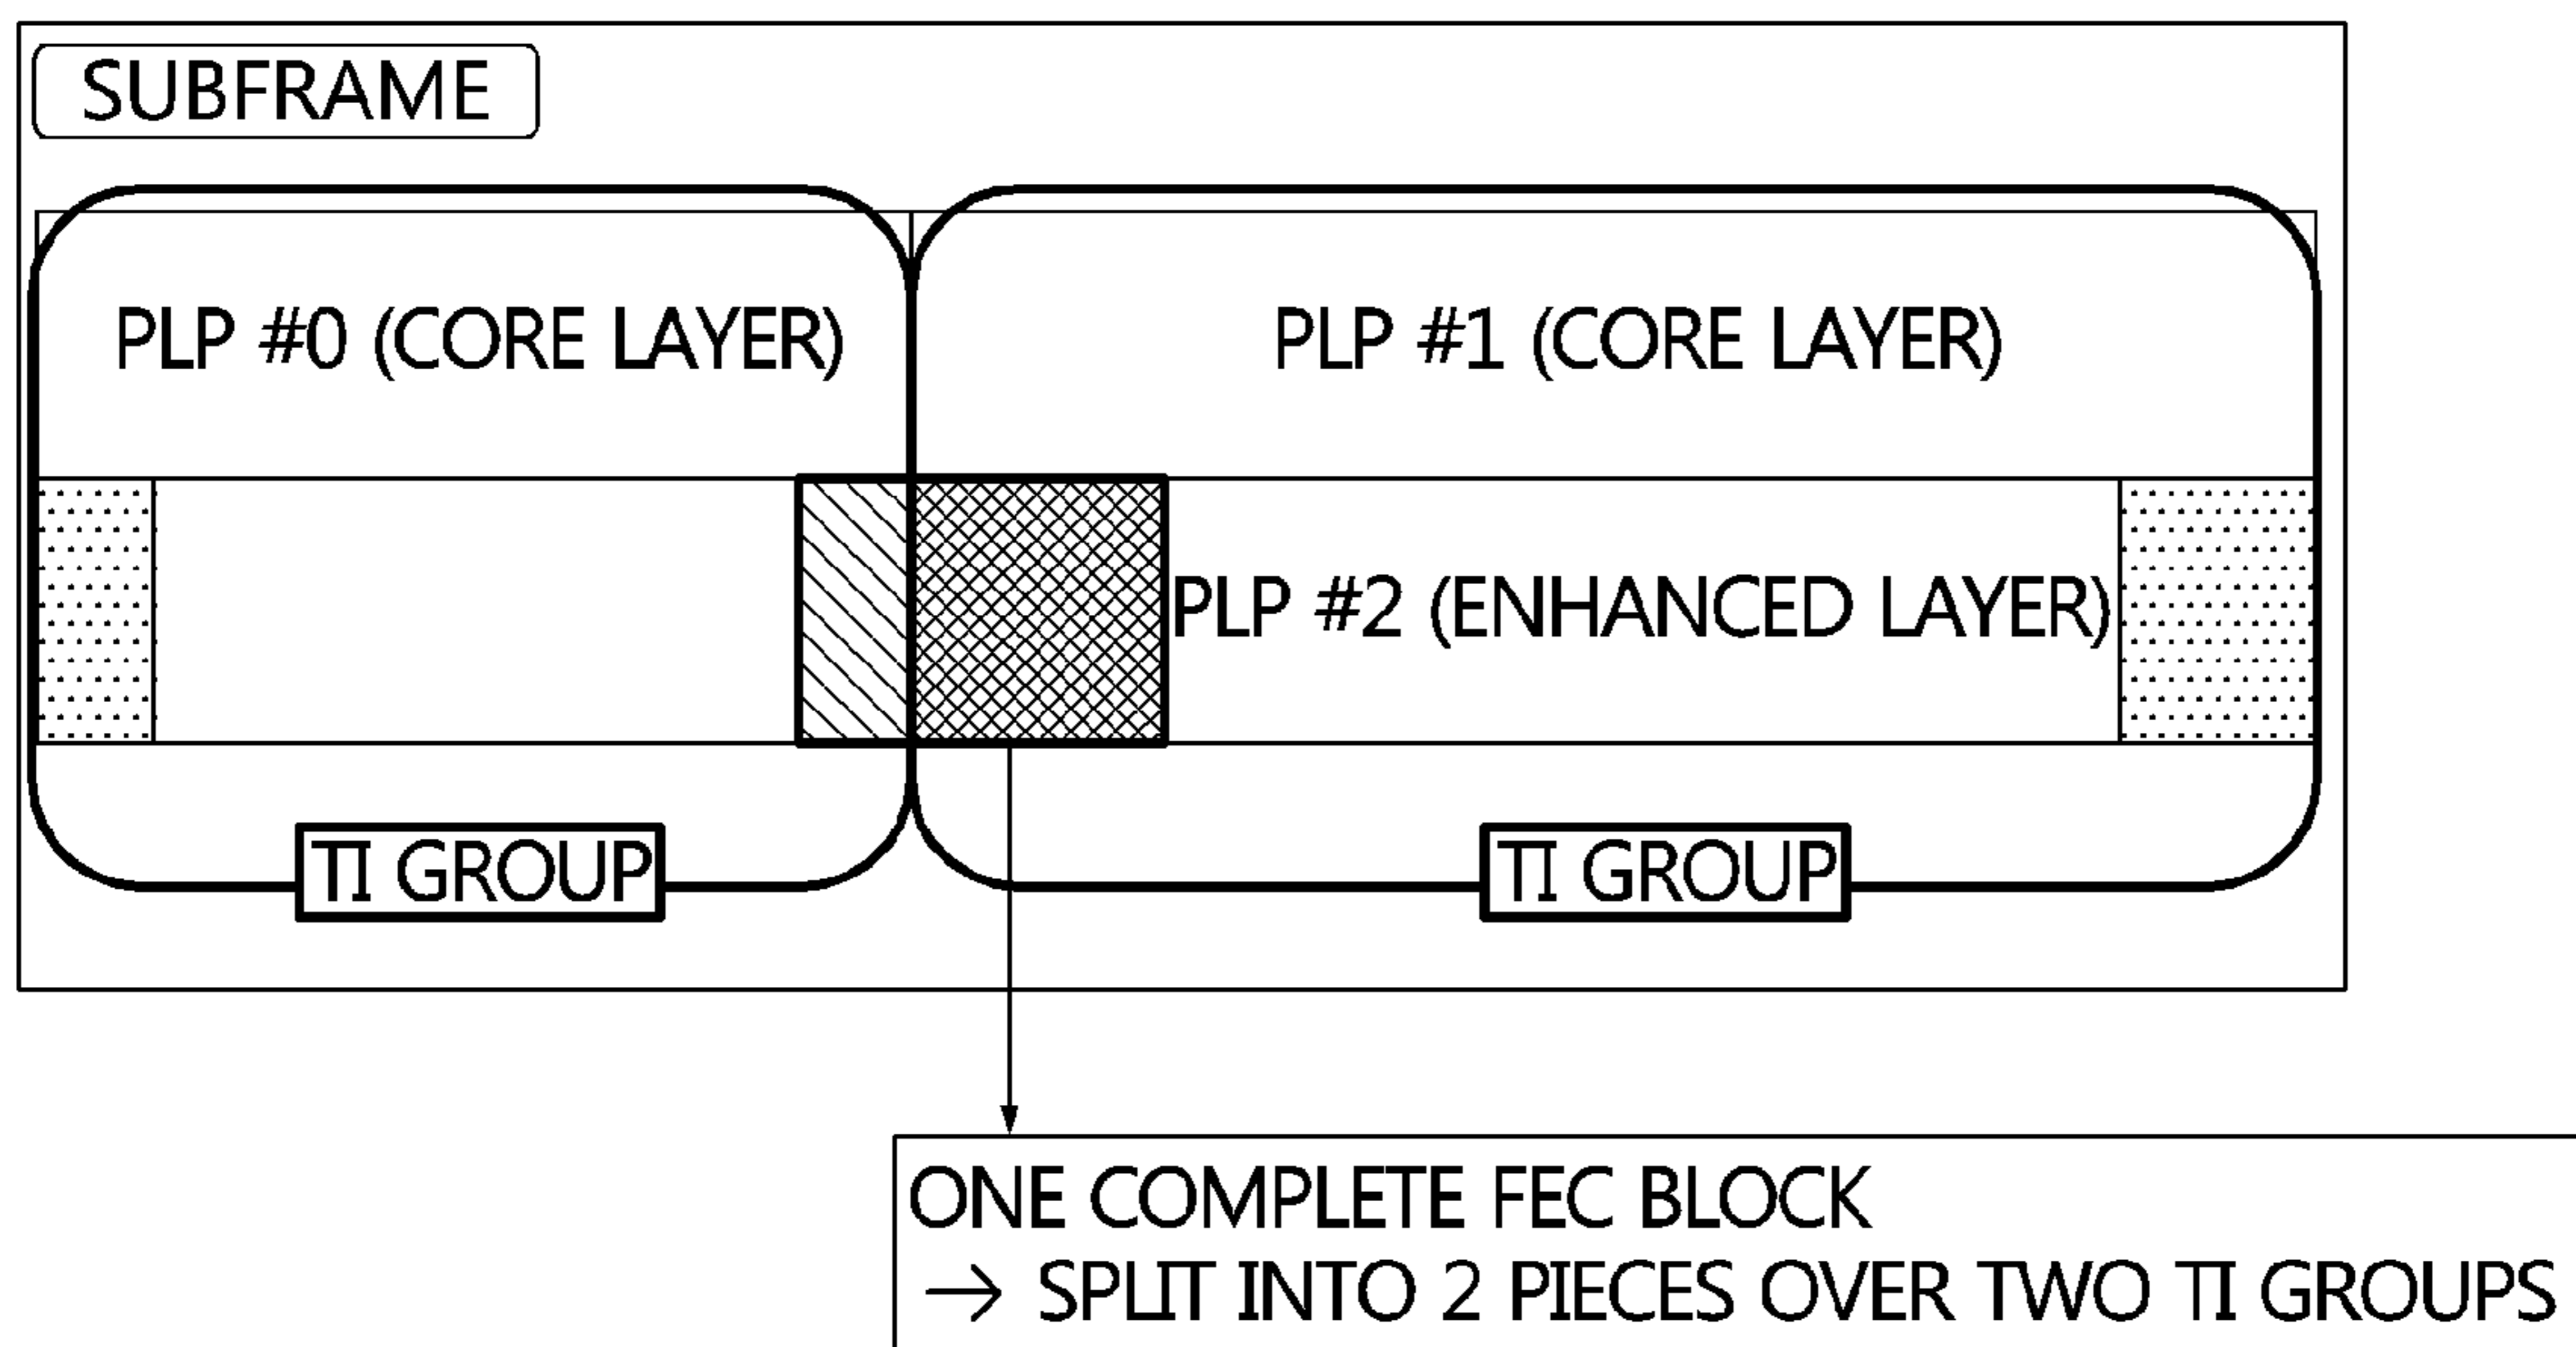 SUBFRAME
PLP #0 (CORE LAYER)
PLP #1 (CORE LAYER)
PLP #2 (ENHANCED LAYER)
TI GROUP
TI GROUP
ONE COMPLETE FEC BLOCK
→ SPLIT INTO 2 PIECES OVER TWO TI GROUPS